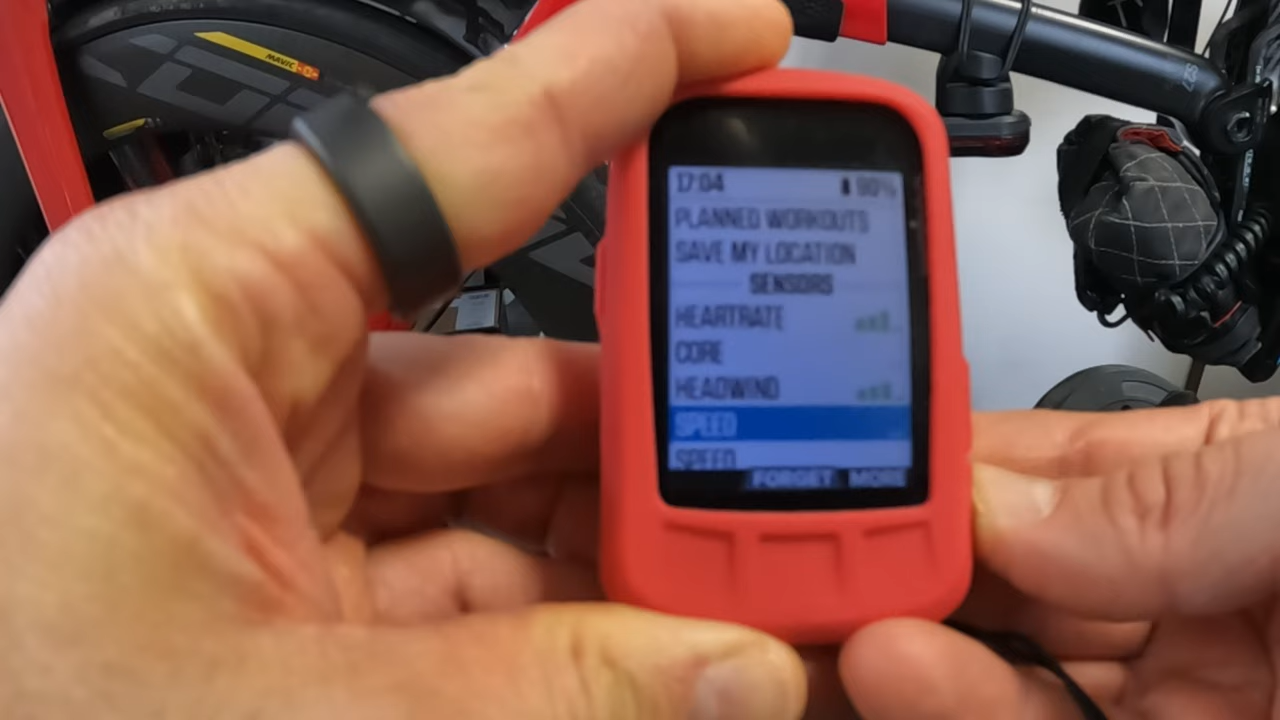 MAVIC
17:04 90%
PLANNED WORKOUTS
SAVE MY LOCATION
SENSORS
HEARTRATE
CORE
HEADWIND
SPEED
SPEED
FORGET MORE